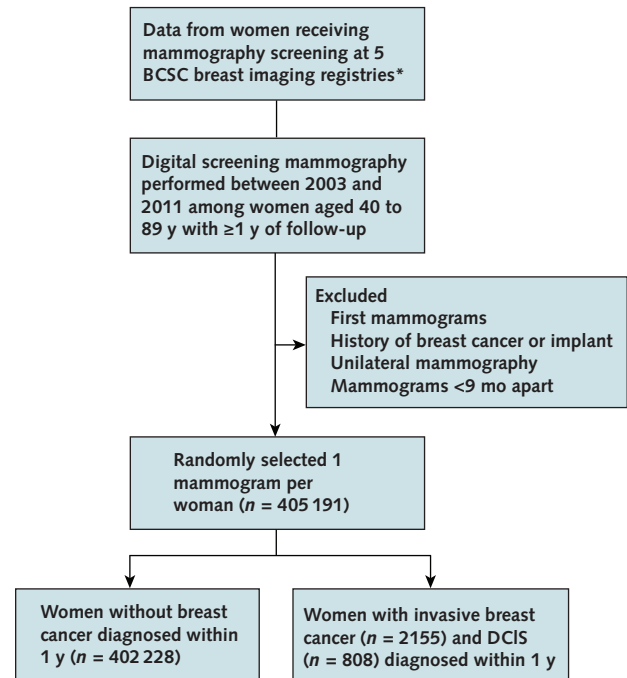 Data from women receiving
mammography screening at 5
BCSC breast imaging registries*
Digital screening mammography
performed between 2003 and
2011 among women aged 40 to
89 y with ≥1 y of follow-up
Excluded
First mammograms
History of breast cancer or implant
Unilateral mammography
Mammograms <9 mo apart
Randomly selected 1
mammogram per
woman (n = 405 191)
Women without breast
cancer diagnosed within
1 y (n = 402 228)
Women with invasive breast
cancer (n = 2155) and DCIS
(n = 808) diagnosed within 1 y